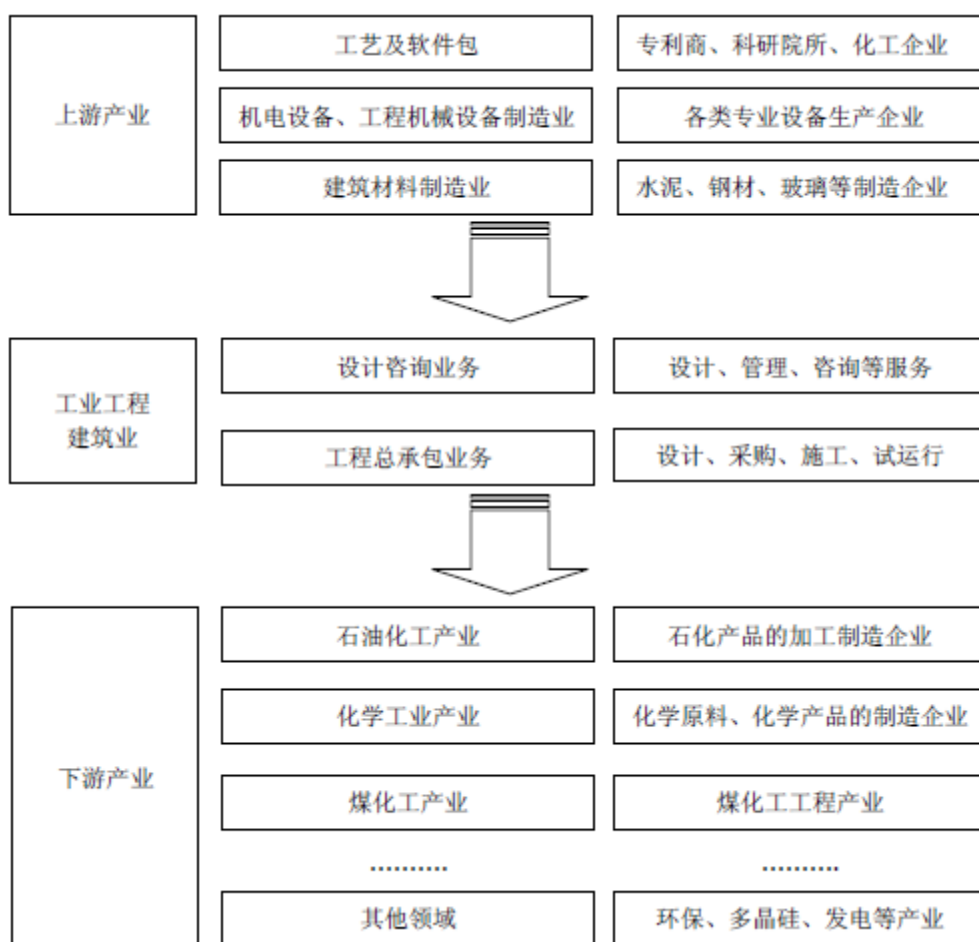 工艺及软件包
专利商、科研院所、化工企业
上游产业
机电设备、工程机械设备制造业
各类专业设备生产企业
建筑材料制造业
水泥、钢材、玻璃等制造企业
设计咨询业务
设计、管理、咨询等服务
工业工程
建筑业
工程总承包业务
设计、采购、施工、试运行
石油化工产业
石化产品的加工制造企业
化学工业产业
化学原料、化学产品的制造企业
下游产业
煤化工产业
煤化工工程产业
..........
..........
其他领域
环保、多晶硅、发电等产业